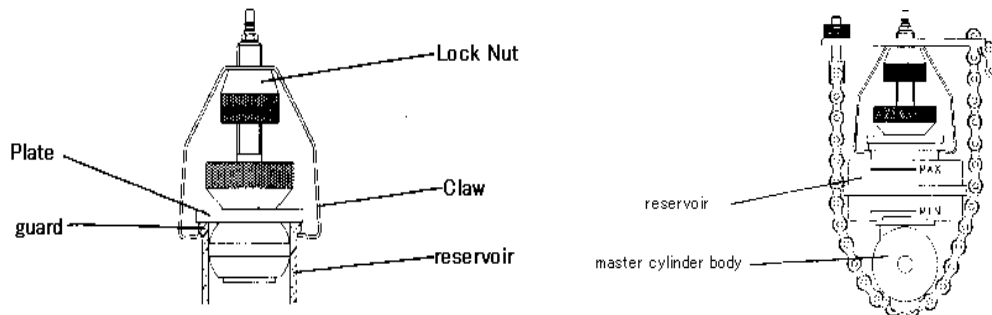 Lock Nut
Plate
Claw
guard
reservoir
MAX
reservoir
MIN
master cylinder body